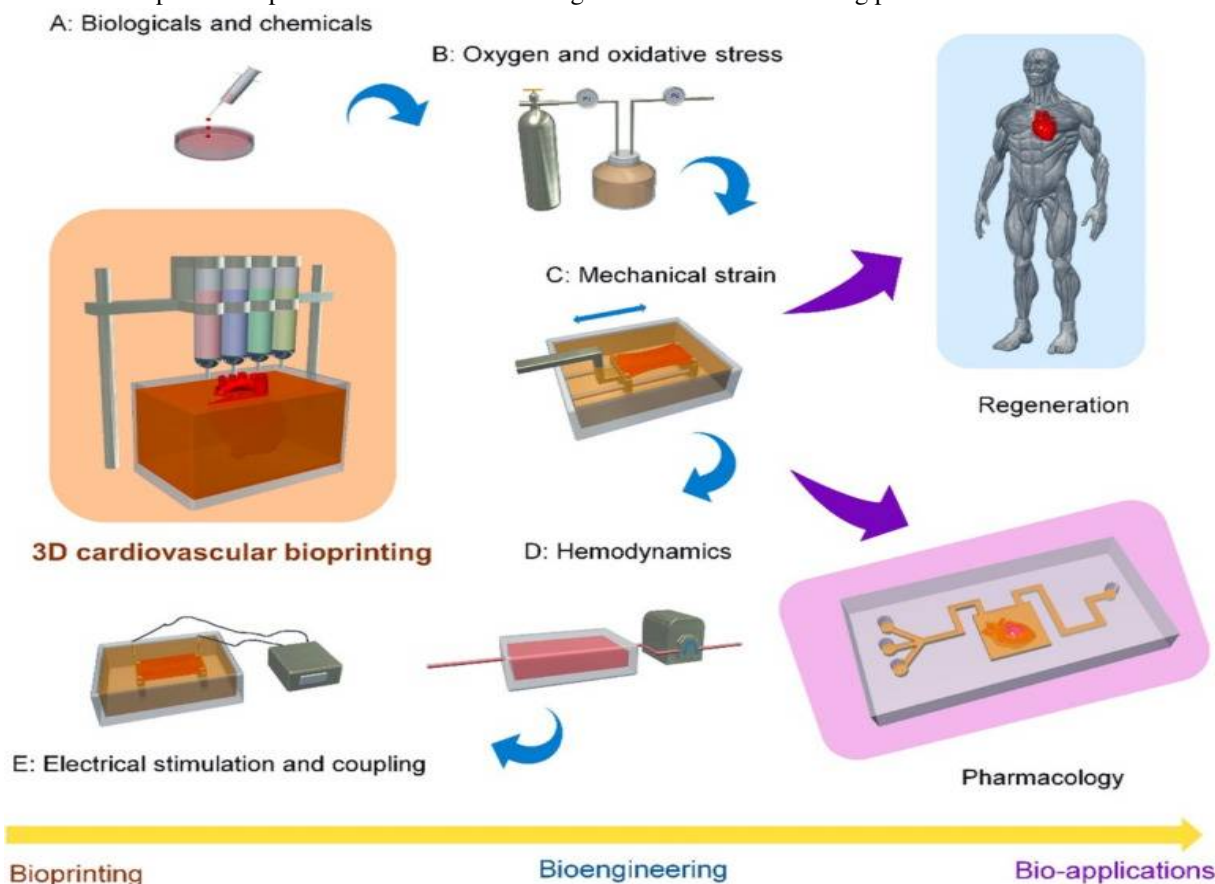 A: Biologicals and chemicals
B: Oxygen and oxidative stress
C: Mechanical strain
Regeneration
3D cardiovascular bioprinting
D: Hemodynamics
E: Electrical stimulation and coupling
Pharmacology
Bioprinting
Bioengineering
Bio-applications